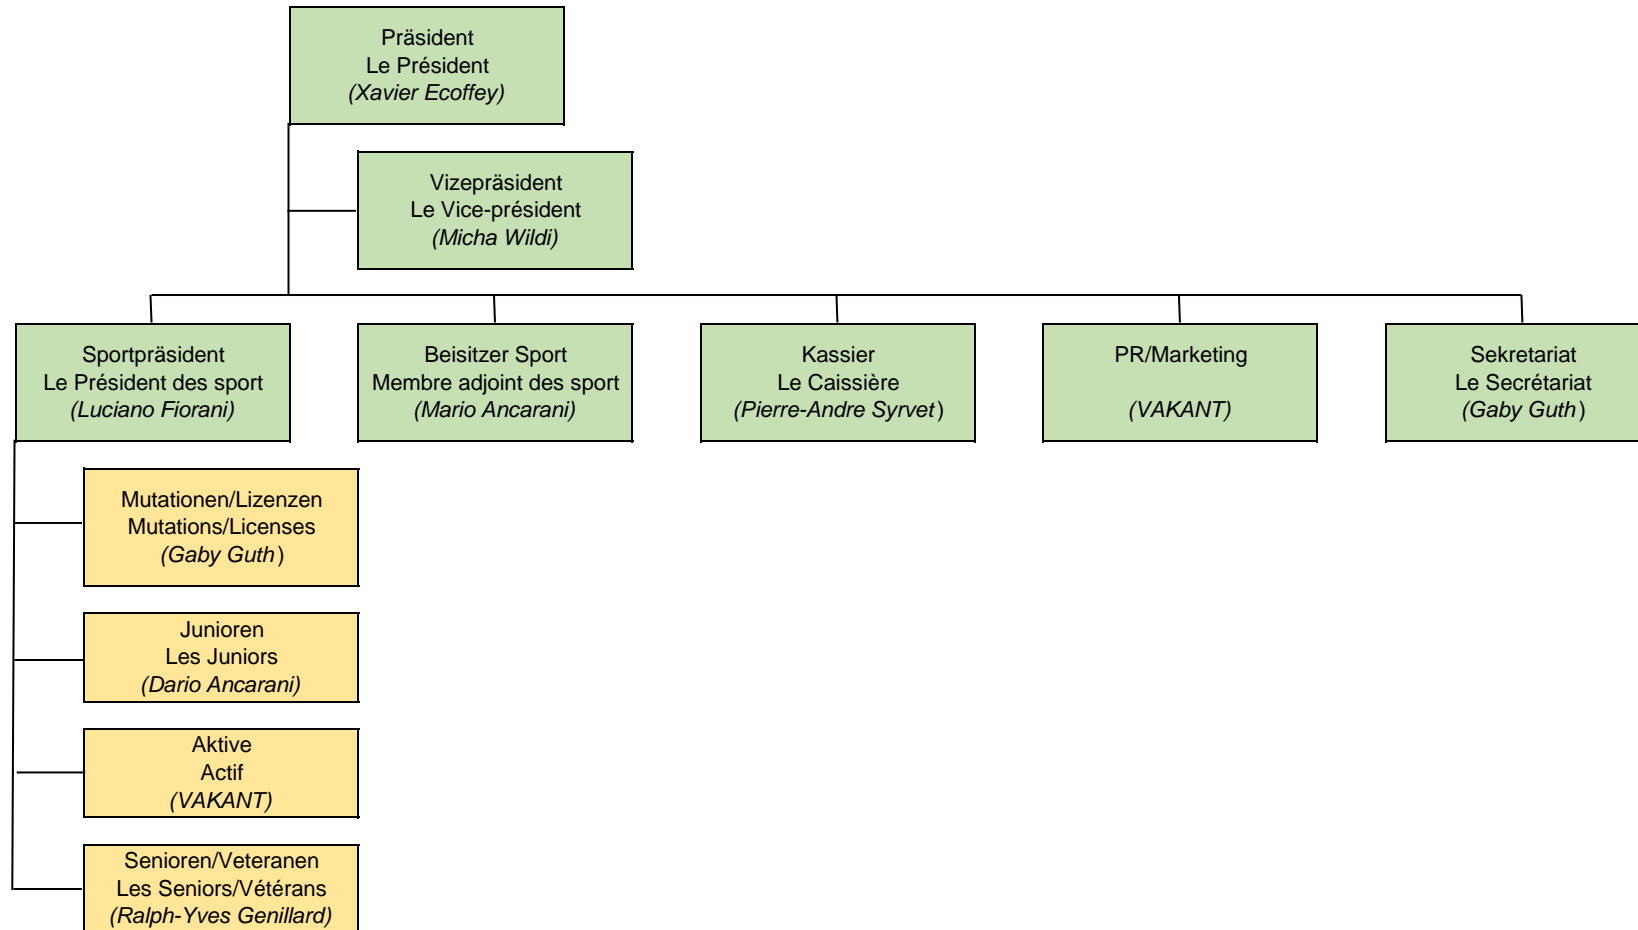 Präsident
Le Président
(Xavier Ecoffey)
Vizepräsident
Le Vice-président
(Micha Wildi)
Sportpräsident
Le Président des sport
(Luciano Fiorani)
Beisitzer Sport
Membre adjoint des sport
(Mario Ancarani)
Kassier
Le Caissière
(Pierre-Andre Syrvet)
PR/Marketing
(VAKANT)
Sekretariat
Le Secrétariat
(Gaby Guth)
Mutationen/Lizenzen
Mutations/Licenses
(Gaby Guth)
Junioren
Les Juniors
(Dario Ancarani)
Aktive
Actif
(VAKANT)
Senioren/Veteranen
Les Seniors/Vétérans
(Ralph-Yves Genillard)